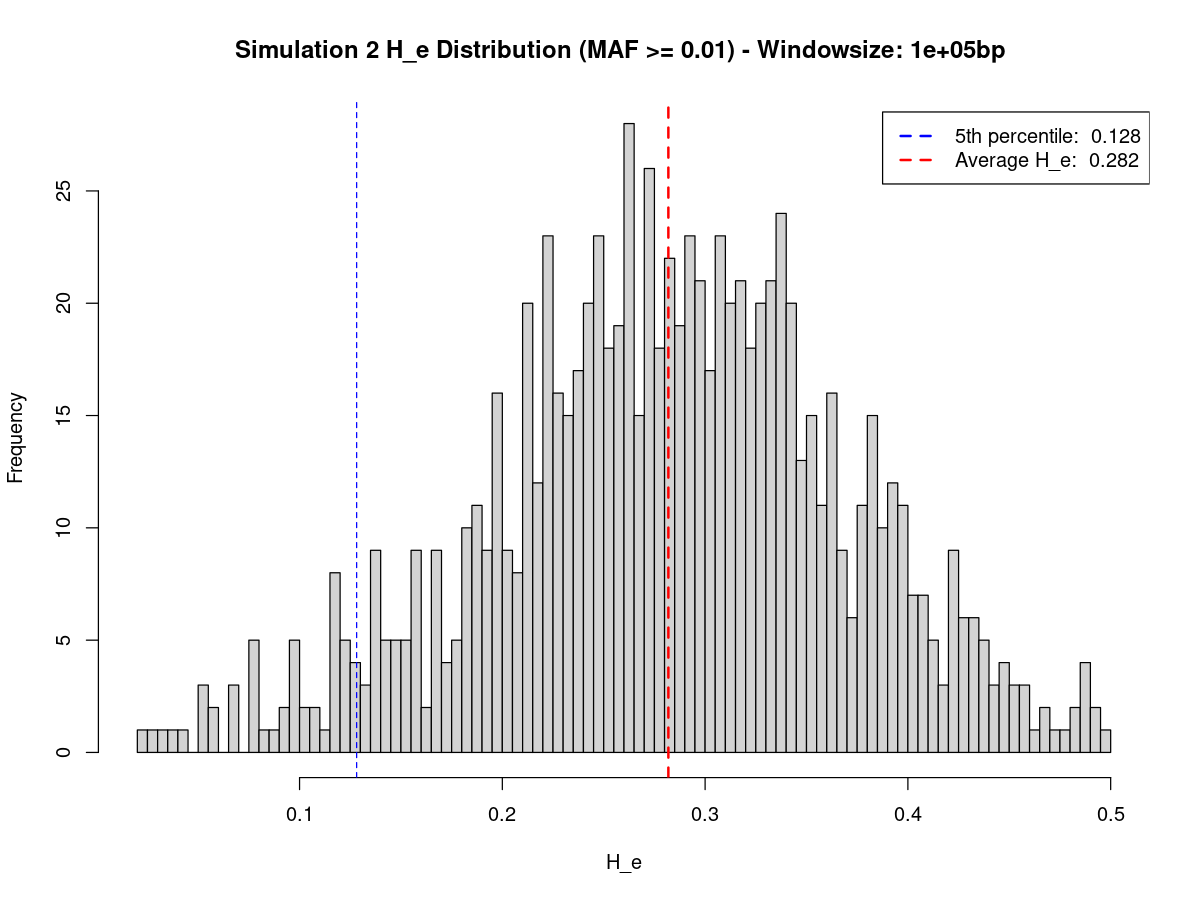 Simulation 2 H_e Distribution (MAF >= 0.01) - Windowsize: 1e+05bp
5th percentile: 0.128
Average H_e: 0.282
Frequency
25
20
15
10
5
0
0.1 0.2 0.3 0.4 0.5
H_e